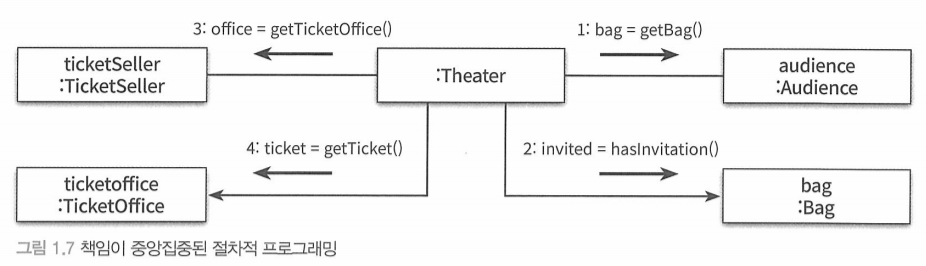 3: office = getTicketOffice()
1: bag = getBag()
ticketSeller
:TicketSeller
:Theater
audience
:Audience
4: ticket = getTicket()
2: invited = hasInvitation()
ticketoffice
:TicketOffice
bag
:Bag
그림 1.7 책임이 중앙집중된 절차적 프로그래밍